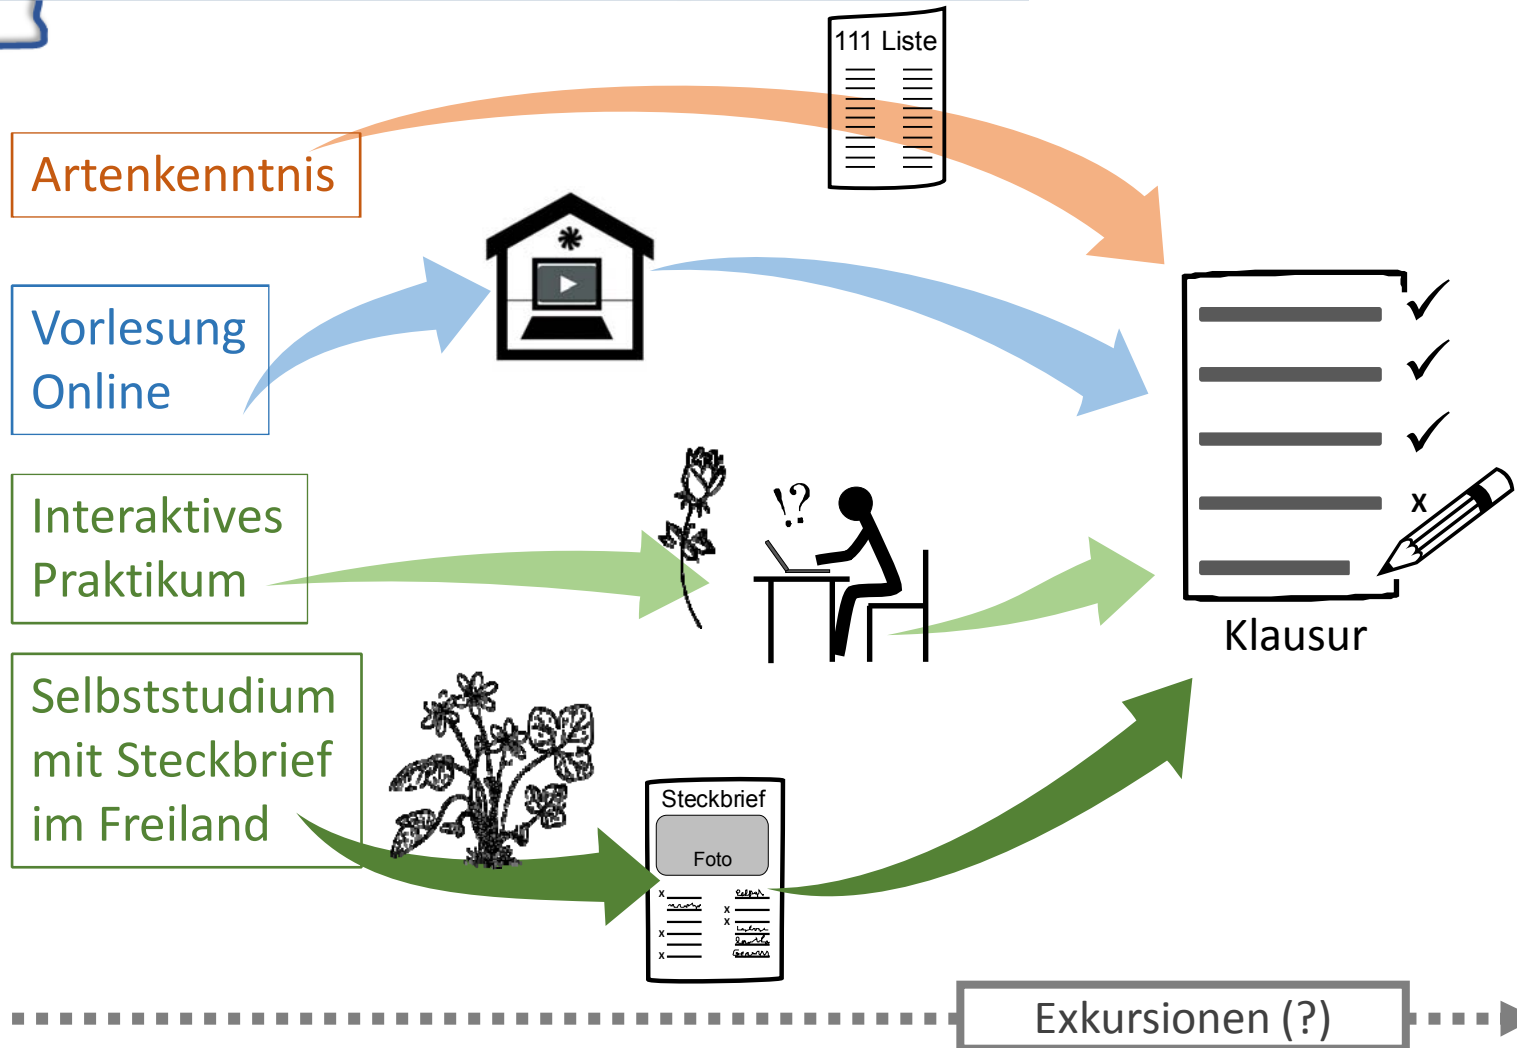 111 Liste
Artenkenntnis
Vorlesung
Online
Interaktives
Praktikum
!?
x
Klausur
Selbststudium
mit Steckbrief
im Freiland
Steckbrief
Foto
x
x
x
x
x
Exkursionen (?)